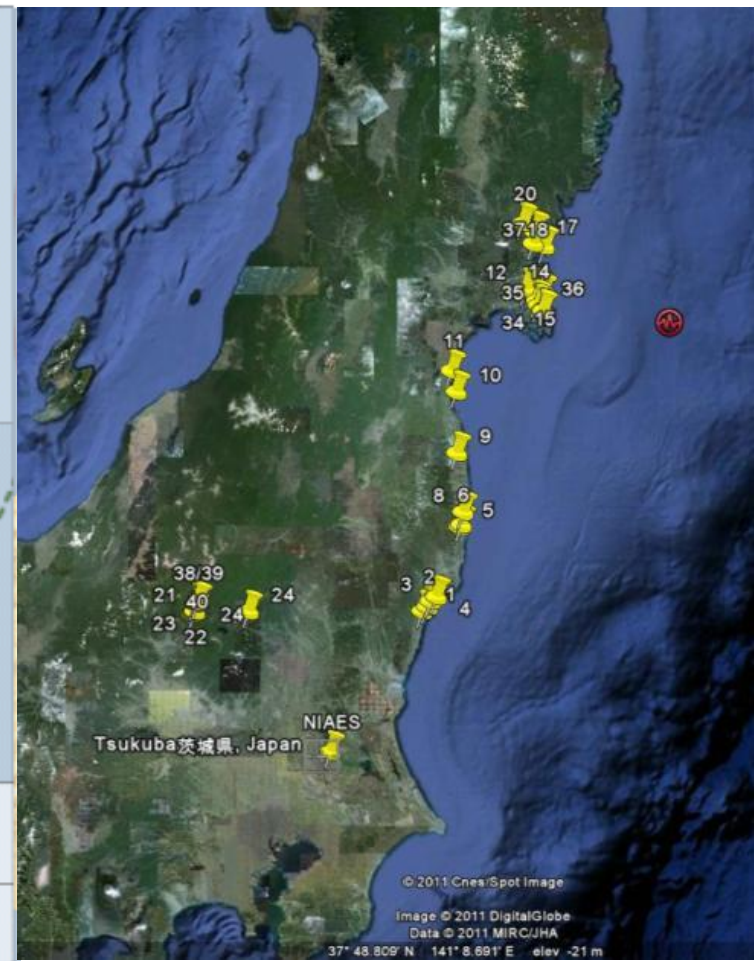 20
37 18 17
12 14
35 36
34 15
11
10
9
8 6
5
38/39
3 2
21 40 24 1
24 4
23
22
NIAES
Tsukuba茨城県, Japan
© 2011 Cnes/Spot Image
Image © 2011 DigitalGlobe
Data © 2011 MIRC/JHA
37° 48.809' N 141° 8.691' E elev -21 m